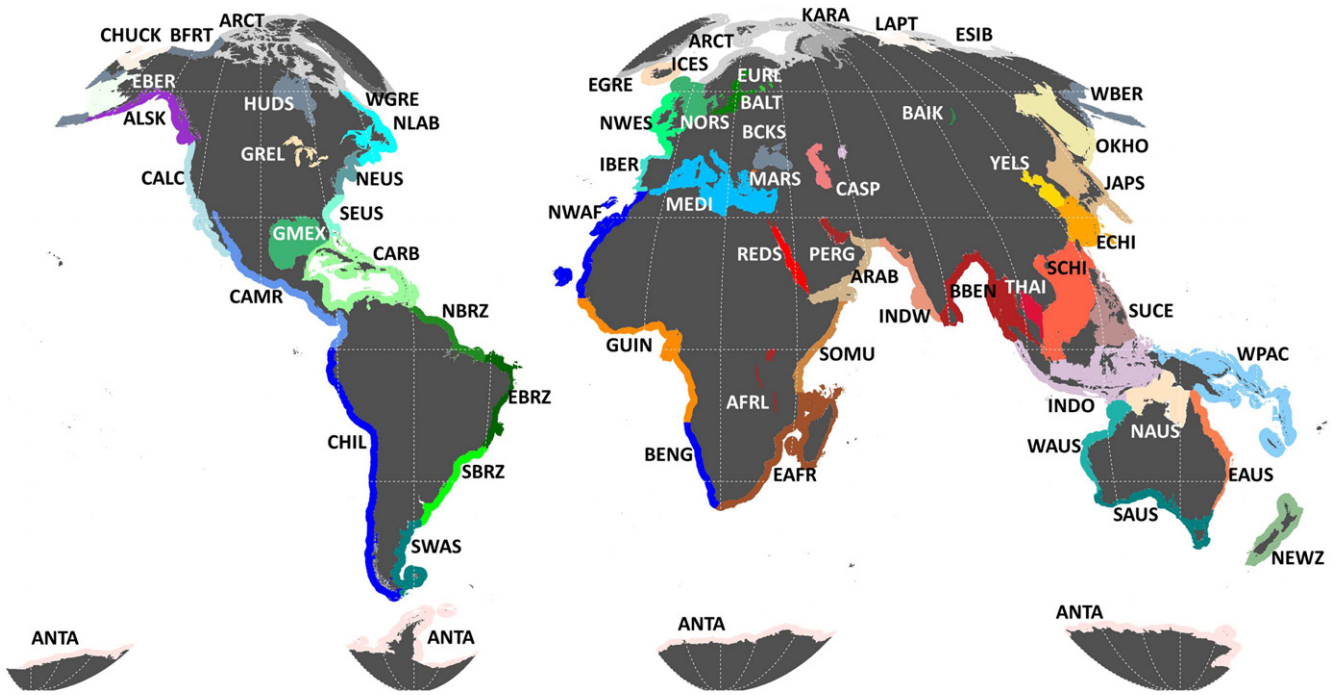 ARCT
KARA
CHUCK
BFRT
LAPT
ESIB
ARCT
ICES
EBER
EGRE
EURL
WBER
HUDS
WGRE
BALT
ALSK
NLAB
NWES
NORS
BAIK
BCKS
OKHO
GREL
IBER
YELS
CALC
NEUS
MARS
CASP
JAPS
MEDI
SEUS
NWAF
GMEX
ECHI
CARB
REDS
PERG
SCHI
ARAB
BBEN
THAI
CAMR
NBRZ
INDW
SUCE
GUIN
SOMU
WPAC
EBRZ
AFRL
INDO
NAUS
CHIL
WAUS
SBRZ
BENG
EAFR
EAUS
SAUS
SWAS
NEWZ
ANTA
ANTA
ANTA
ANTA